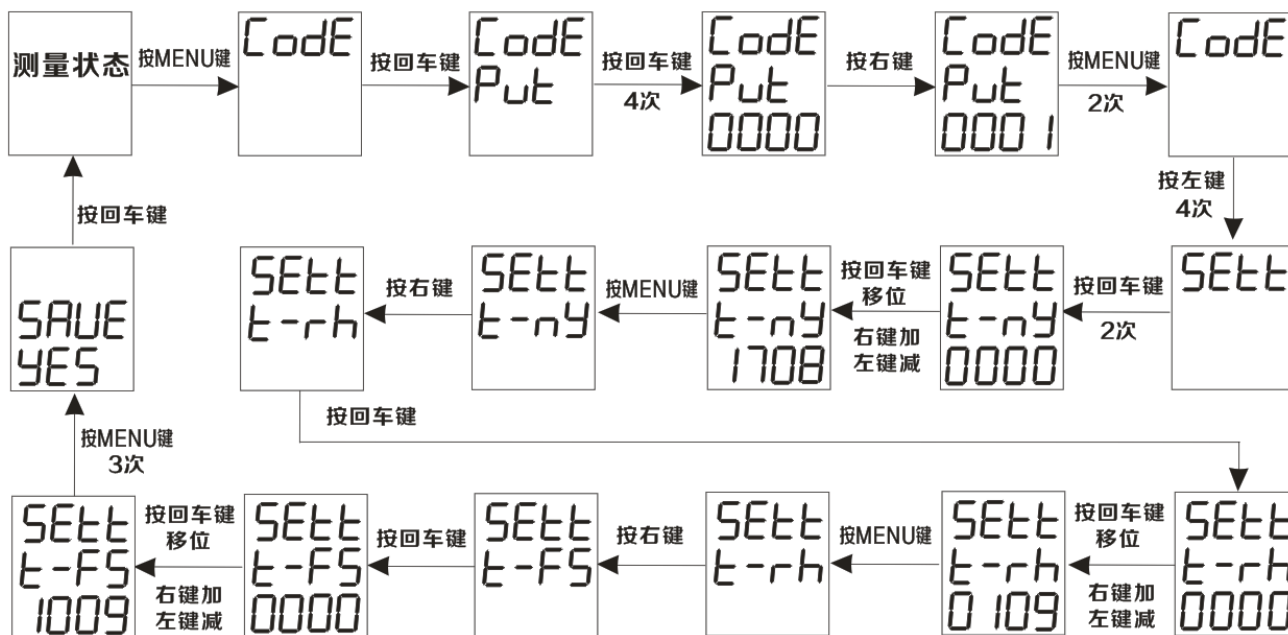 测量状态
按MENU键
CodE
按回车键
CodE
Put
按回车键
4次
CodE
Put
0000
按右键
CodE
Put
0001
按MENU键
2次
CodE
按左键
4次
SEtt
按回车键
2次
SEtt
t-nY
0000
按回车键
移位
右键加
左键减
SEtt
t-nY
1708
按MENU键
SEtt
t-nY
按右键
SEtt
t-rh
按回车键
SEtt
t-rh
0000
按回车键
移位
右键加
左键减
SEtt
t-rh
0109
按MENU键
SEtt
t-rh
按右键
SEtt
t-FS
按回车键
SEtt
t-FS
0000
按回车键
移位
右键加
左键减
SEtt
t-FS
1009
按MENU键
3次
SAVE
YES
按回车键